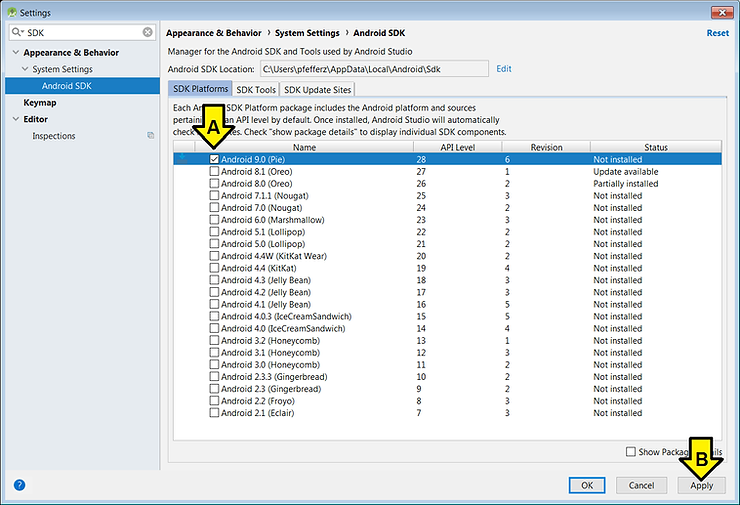 Settings
SDK
Appearance & Behavior
System Settings
Android SDK
Keymap
Editor
Inspections
Appearance & Behavior › System Settings › Android SDK
Reset
Manager for the Android SDK and Tools used by Android Studio
Android SDK Location: C:\Users\pfefferz\AppData\Local\Android\Sdk Edit
SDK Platforms SDK Tools SDK Update Sites
Each An SDK Platform package includes the Android platform and sources
pertaini an API level by default. Once installed, Android Studio will automatically
check es. Check "show package details" to display individual SDK components.
A
Name API Level Revision Status
Android 9.0 (Pie) 28 6 Not installed
Android 8.1 (Oreo) 27 1 Update available
Android 8.0 (Oreo) 26 2 Partially installed
Android 7.1.1 (Nougat) 25 3 Not installed
Android 7.0 (Nougat) 24 2 Not installed
Android 6.0 (Marshmallow) 23 3 Not installed
Android 5.1 (Lollipop) 22 2 Not installed
Android 5.0 (Lollipop) 21 2 Not installed
Android 4.4W (KitKat Wear) 20 2 Not installed
Android 4.4 (KitKat) 19 4 Not installed
Android 4.3 (Jelly Bean) 18 3 Not installed
Android 4.2 (Jelly Bean) 17 3 Not installed
Android 4.1 (Jelly Bean) 16 5 Not installed
Android 4.0.3 (IceCreamSandwich) 15 5 Not installed
Android 4.0 (IceCreamSandwich) 14 4 Not installed
Android 3.2 (Honeycomb) 13 1 Not installed
Android 3.1 (Honeycomb) 12 3 Not installed
Android 3.0 (Honeycomb) 11 2 Not installed
Android 2.3.3 (Gingerbread) 10 2 Not installed
Android 2.3 (Gingerbread) 9 2 Not installed
Android 2.2 (Froyo) 8 3 Not installed
Android 2.1 (Eclair) 7 3 Not installed
Show Packag ils
B
?
OK Cancel Apply